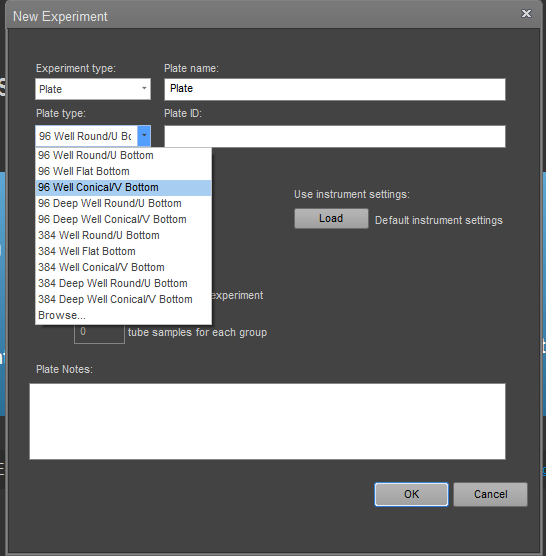 New Experiment
Experiment type:
Plate name:
Plate
Plate
Plate type:
Plate ID:
96 Well Round/U Bo
96 Well Round/U Bottom
96 Well Flat Bottom
96 Well Conical/V Bottom
96 Deep Well Round/U Bottom
96 Deep Well Conical/V Bottom
384 Well Round/U Bottom
384 Well Flat Bottom
384 Well Conical/V Bottom
384 Deep Well Round/U Bottom
384 Deep Well Conical/V Bottom
Browse...
Use instrument settings:
Load
Default instrument settings
experiment
0
tube samples for each group
Plate Notes:
OK
Cancel